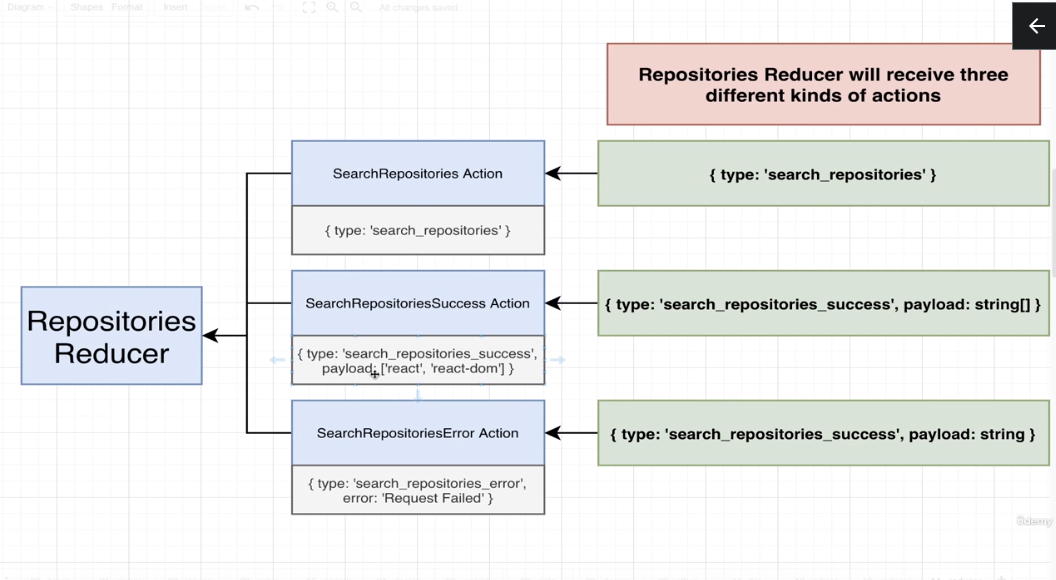 Diagram
Shapes Format
Insert
All changes saved
Repositories Reducer will receive three
different kinds of actions
SearchRepositories Action
{ type: 'search_repositories' }
{ type: 'search_repositories' }
SearchRepositoriesSuccess Action
{ type: 'search_repositories_success', payload: string[] }
Repositories
Reducer
{ type: 'search_repositories_success',
payload: ['react', 'react-dom'] }
SearchRepositoriesError Action
{ type: 'search_repositories_success', payload: string }
{ type: 'search_repositories_error',
error: 'Request Failed' }
ûdemy